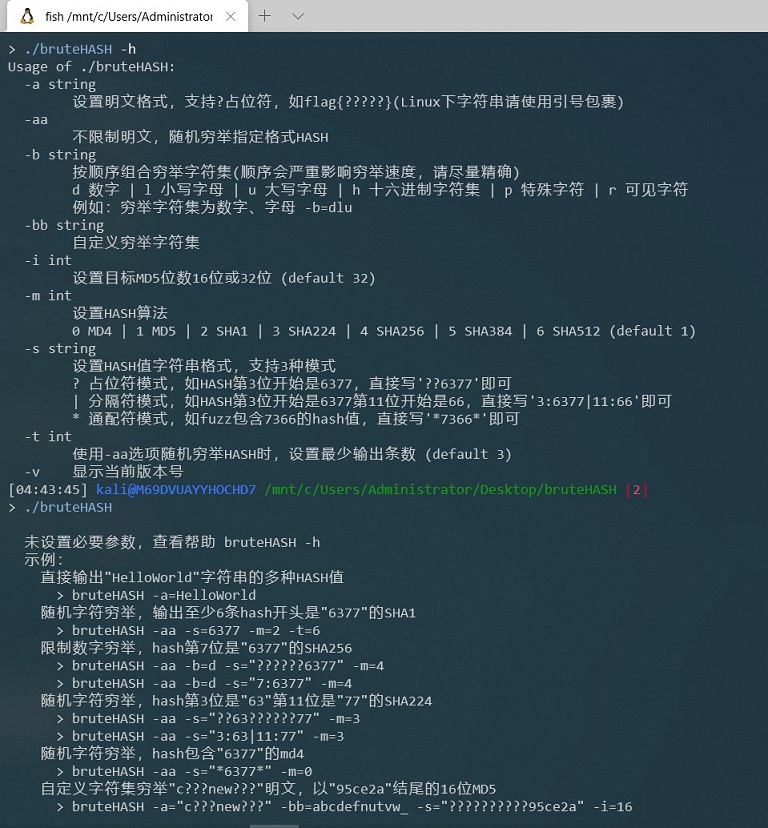 fish /mnt/c/Users/Administrator
> ./bruteHASH -h
Usage of ./bruteHASH:
-a string
设置明文格式，支持?占位符，如flag{?????}(Linux下字符串请使用引号包裹)
-aa
不限制明文，随机穷举指定格式HASH
-b string
按顺序组合穷举字符集(顺序会严重影响穷举速度，请尽量精确)
d 数字 | l 小写字母 | u 大写字母 | h 十六进制字符集 | p 特殊字符 | r 可见字符
例如：穷举字符集为数字、字母 -b=dlu
-bb string
自定义穷举字符集
-i int
设置目标MD5位数16位或32位 (default 32)
-m int
设置HASH算法
0 MD4 | 1 MD5 | 2 SHA1 | 3 SHA224 | 4 SHA256 | 5 SHA384 | 6 SHA512 (default 1)
-s string
设置HASH值字符串格式，支持3种模式
? 占位符模式，如HASH第3位开始是6377，直接写'??6377'即可
| 分隔符模式，如HASH第3位开始是6377第11位开始是66，直接写'3:6377|11:66'即可
* 通配符模式，如fuzz包含7366的hash值，直接写'*7366*'即可
-t int
使用-aa选项随机穷举HASH时，设置最少输出条数 (default 3)
-v 显示当前版本号
[04:43:45] kali@M69DVUAYYHOCHD7 /mnt/c/Users/Administrator/Desktop/bruteHASH [2]
> ./bruteHASH
未设置必要参数，查看帮助 bruteHASH -h
示例：
直接输出"HelloWorld"字符串的多种HASH值
> bruteHASH -a=HelloWorld
随机字符穷举，输出至少6条hash开头是"6377"的SHA1
> bruteHASH -aa -s=6377 -m=2 -t=6
限制数字穷举，hash第7位是"6377"的SHA256
> bruteHASH -aa -b=d -s="??????6377" -m=4
> bruteHASH -aa -b=d -s="7:6377" -m=4
随机字符穷举，hash第3位是"63"第11位是"77"的SHA224
> bruteHASH -aa -s="??63??????77" -m=3
> bruteHASH -aa -s="3:63|11:77" -m=3
随机字符穷举，hash包含"6377"的md4
> bruteHASH -aa -s="*6377*" -m=0
自定义字符集穷举"c???new???"明文，以"95ce2a"结尾的16位MD5
> bruteHASH -a="c???new???" -bb=abcdefnutvw_ -s="??????????95ce2a" -i=16